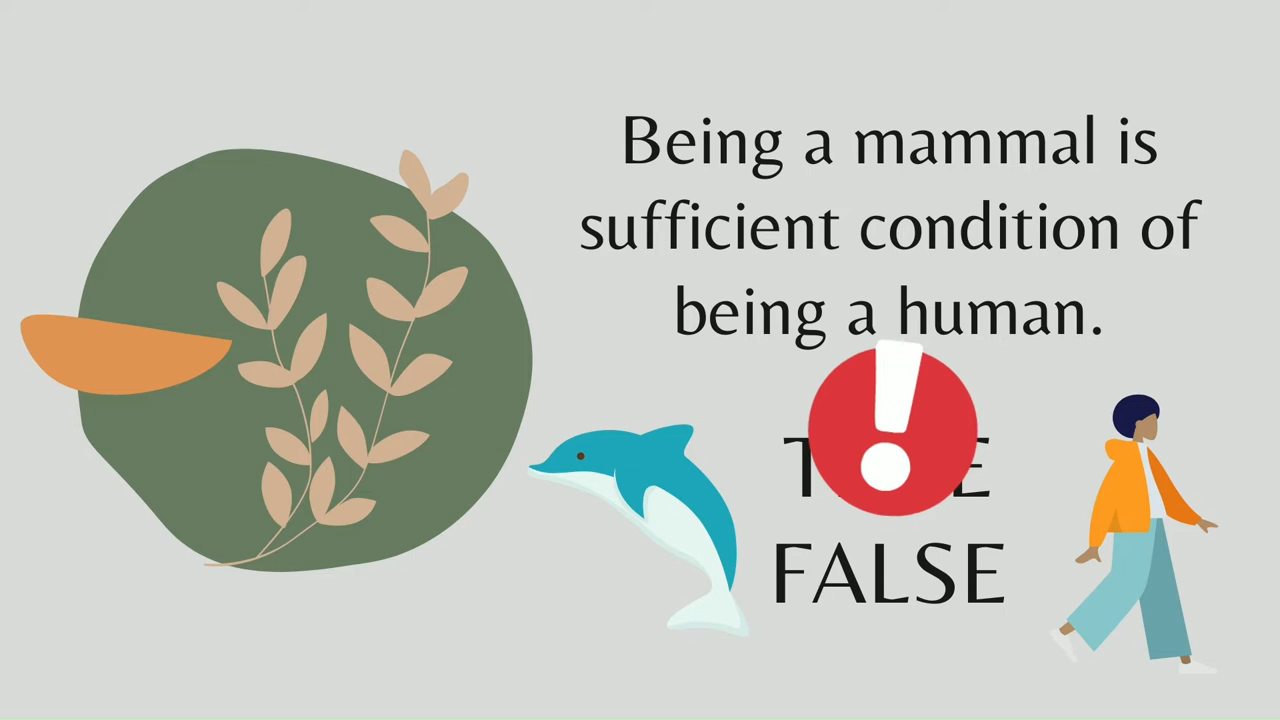 Being a mammal is
sufficient condition of
being a human.
FALSE